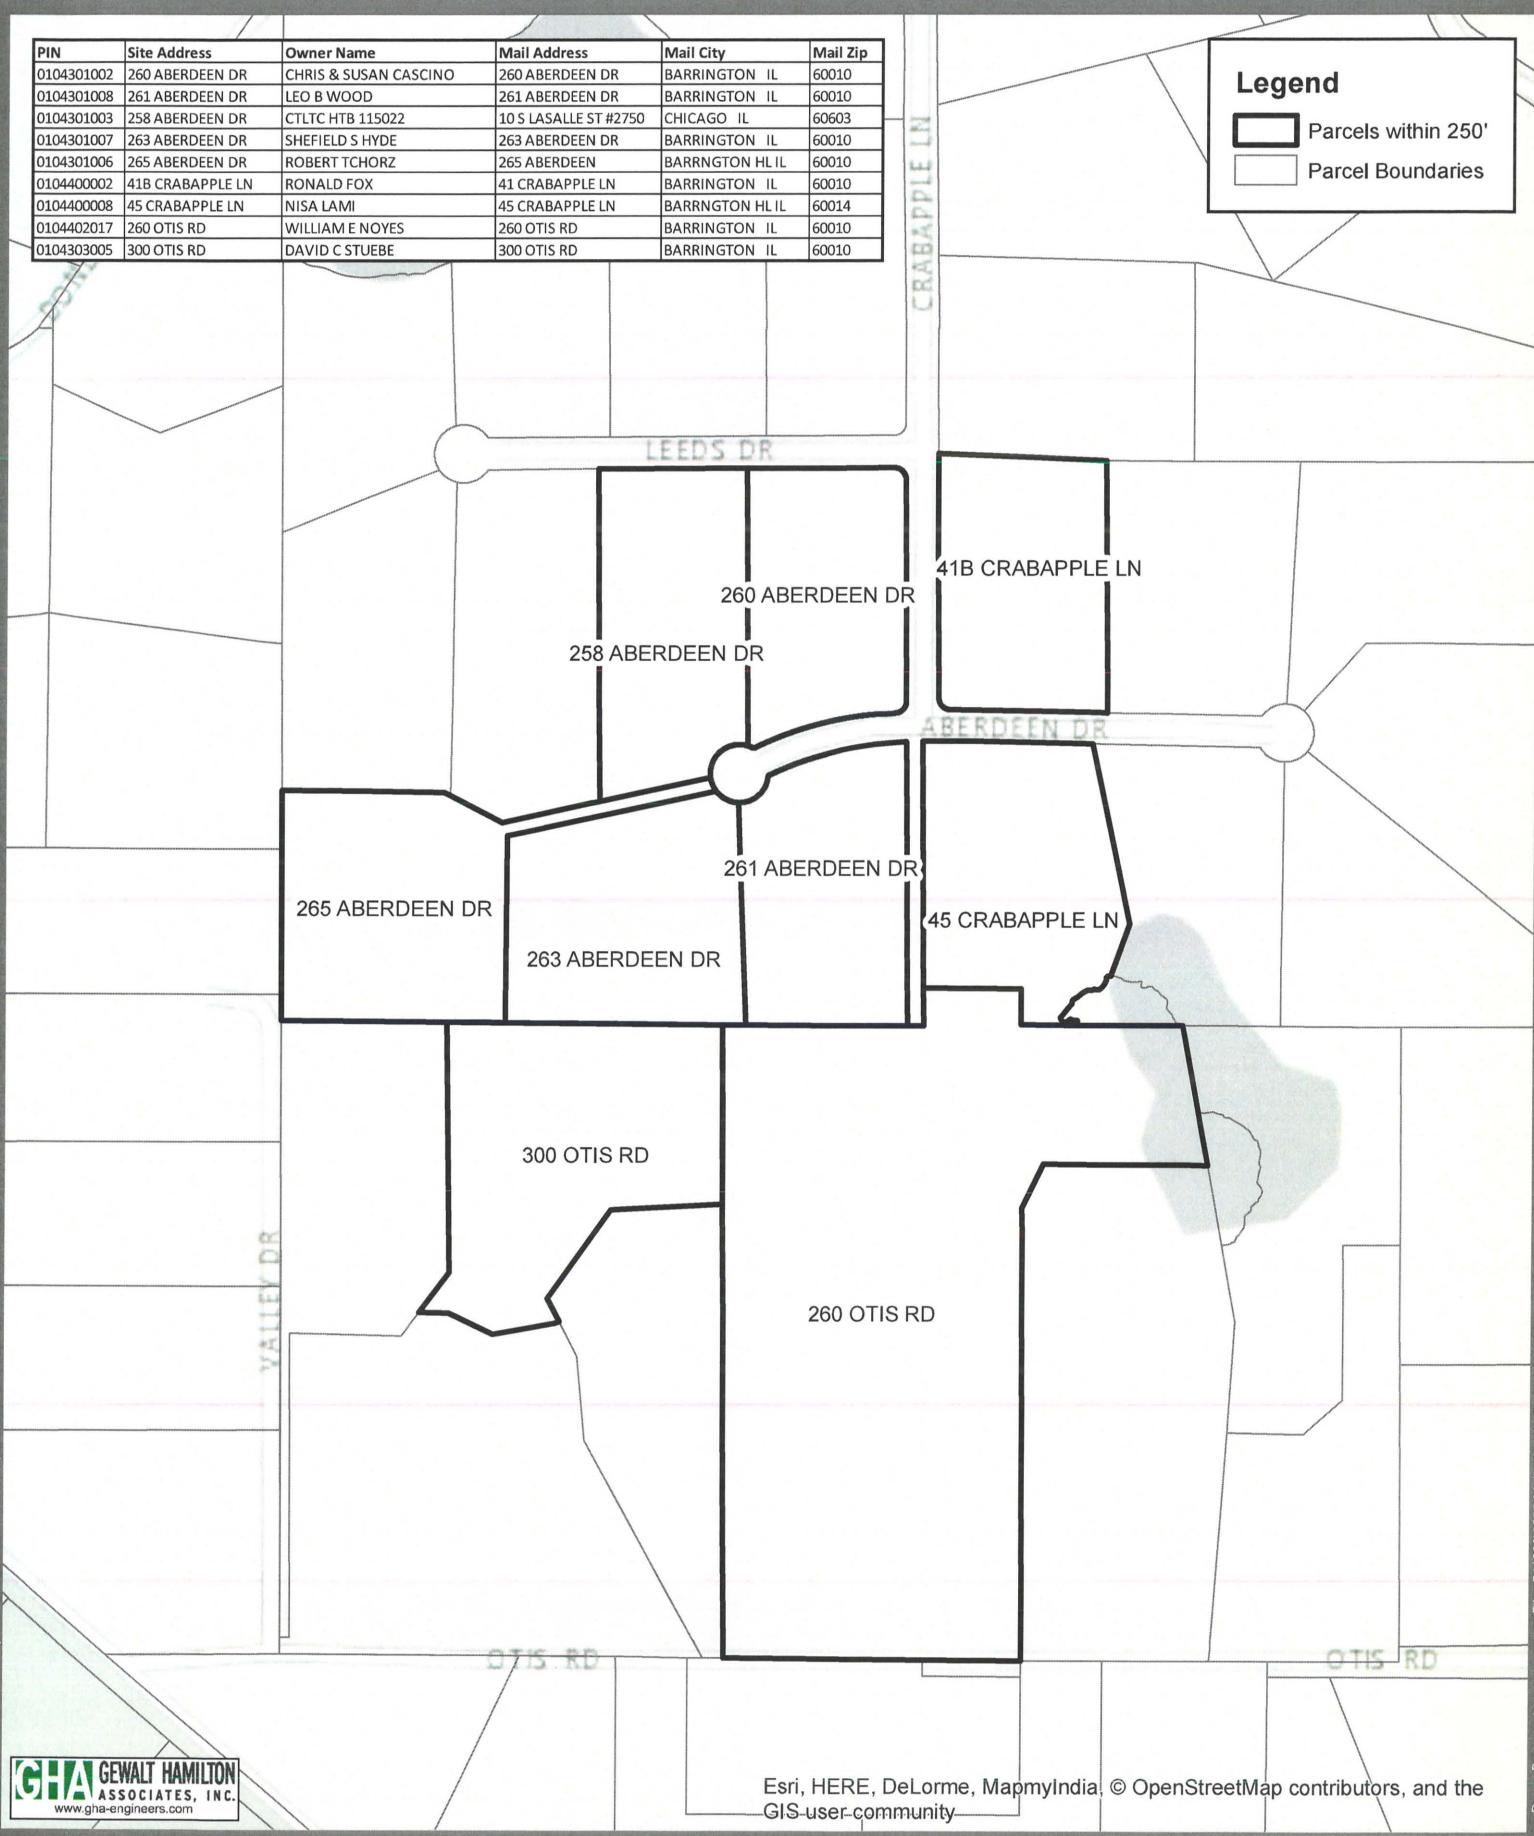 PIN Site Address Owner Name Mail Address Mail City Mail Zip
0104301002 260 ABERDEEN DR CHRIS & SUSAN CASCINO 260 ABERDEEN DR BARRINGTON IL 60010
0104301008 261 ABERDEEN DR LEO B WOOD 261 ABERDEEN DR BARRINGTON IL 60010
0104301003 258 ABERDEEN DR CTLTC HTB 115022 10 S LASALLE ST #2750 CHICAGO IL 60603
0104301007 263 ABERDEEN DR SHEFIELD S HYDE 263 ABERDEEN DR BARRINGTON IL 60010
0104301006 265 ABERDEEN DR ROBERT TCHORZ 265 ABERDEEN BARRNGTON HL IL 60010
0104400002 41B CRABAPPLE LN RONALD FOX 41 CRABAPPLE LN BARRINGTON IL 60010
0104400008 45 CRABAPPLE LN NISA LAMI 45 CRABAPPLE LN BARRNGTON HL IL 60014
0104402017 260 OTIS RD WILLIAM E NOYES 260 OTIS RD BARRINGTON IL 60010
0104303005 300 OTIS RD DAVID C STUEBE 300 OTIS RD BARRINGTON IL 60010
Legend
Parcels within 250'
Parcel Boundaries
CRABAPPLE LN
LEEDS DR
41B CRABAPPLE LN
260 ABERDEEN DR
258 ABERDEEN DR
ABERDEEN DR
261 ABERDEEN DR
265 ABERDEEN DR
45 CRABAPPLE LN
263 ABERDEEN DR
300 OTIS RD
VALLEY DR
260 OTIS RD
OTIS RD
OTIS RD
GHA GEWALT HAMILTON
ASSOCIATES, INC.
www.gha-engineers.com
Esri, HERE, DeLorme, MapmyIndia, © OpenStreetMap contributors, and the
GIS user community